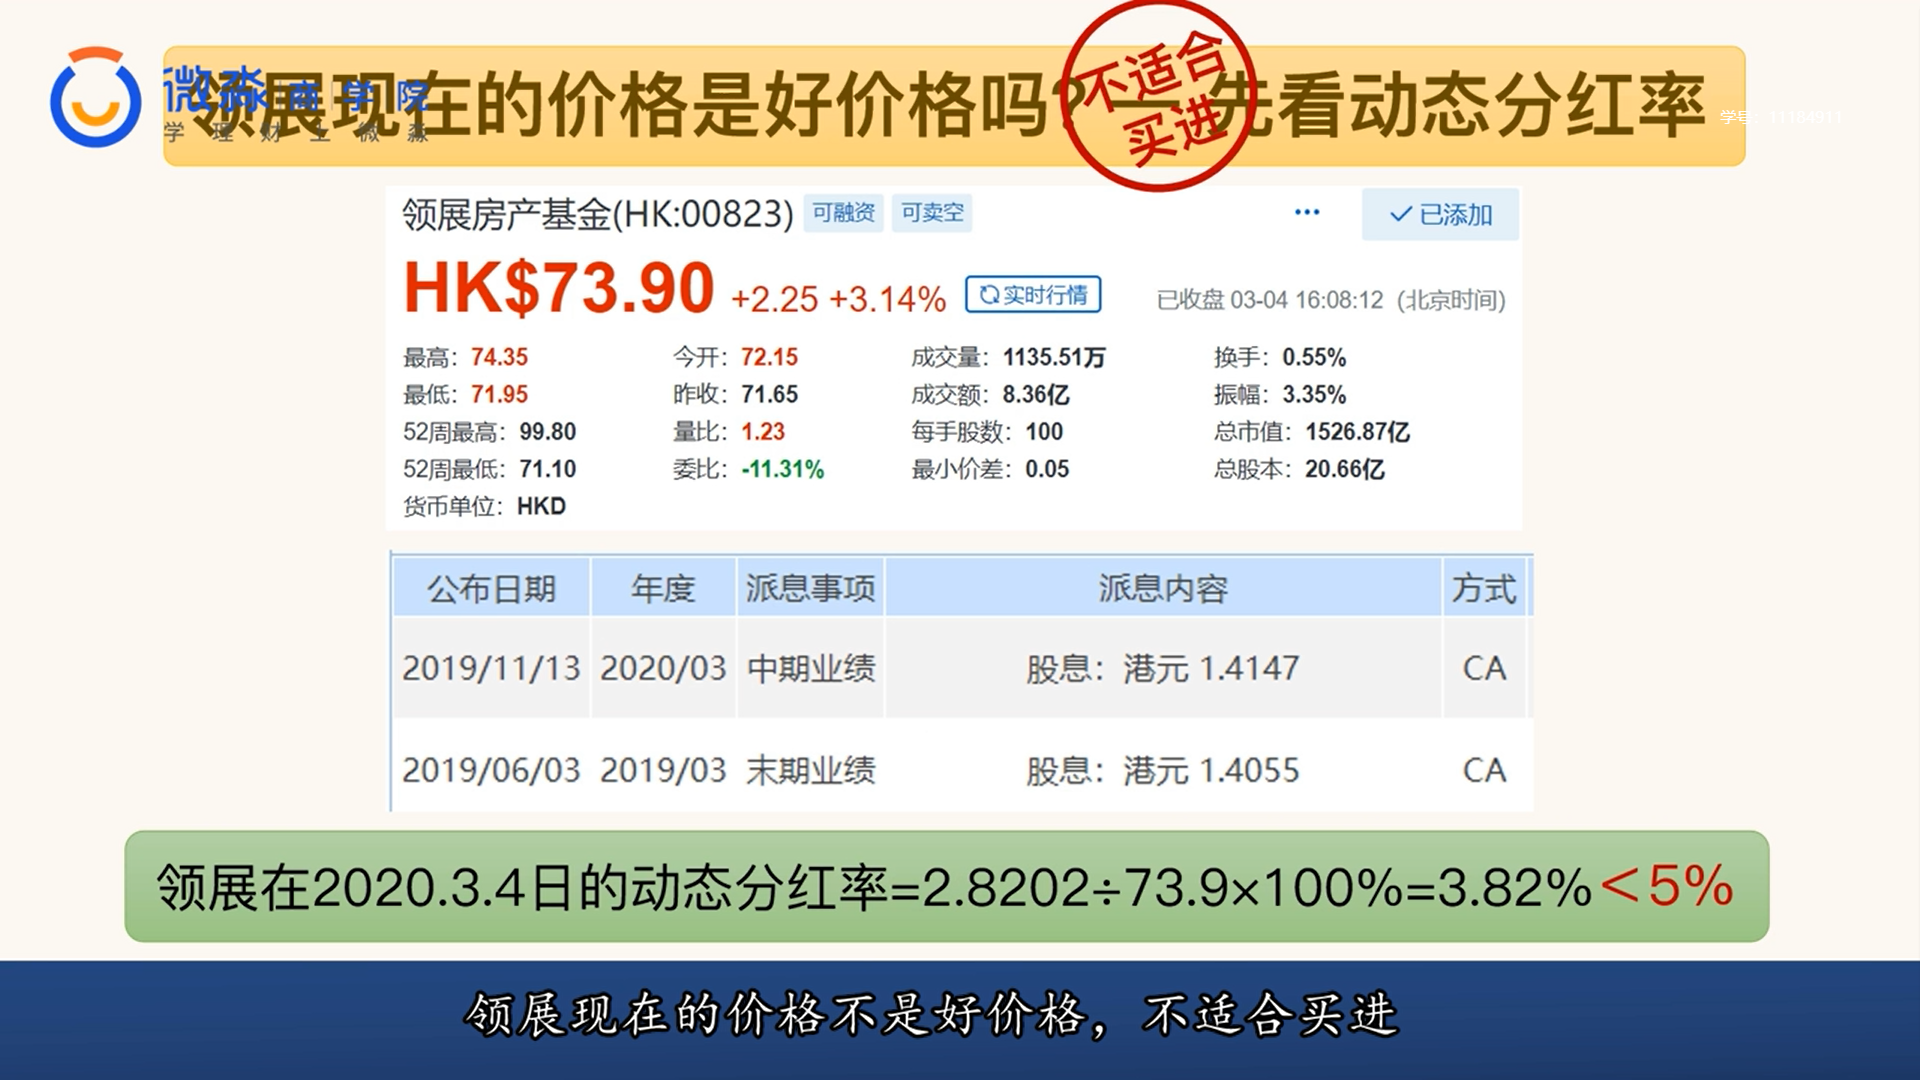 微淼 商学院
学理财上微淼
领展现在的价格是好价格吗?—先看动态分红率
不适合
买进
学号: 11184911
领展房产基金(HK:00823) 可融资 可卖空 ... 已添加
HK$73.90 +2.25 +3.14% 实时行情 已收盘 03-04 16:08:12 (北京时间)
最高: 74.35 今开: 72.15 成交量: 1135.51万 换手: 0.55%
最低: 71.95 昨收: 71.65 成交额: 8.36亿 振幅: 3.35%
52周最高: 99.80 量比: 1.23 每手股数: 100 总市值: 1526.87亿
52周最低: 71.10 委比: -11.31% 最小价差: 0.05 总股本: 20.66亿
货币单位: HKD
公布日期 年度 派息事项 派息内容 方式
2019/11/13 2020/03 中期业绩 股息: 港元 1.4147 CA
2019/06/03 2019/03 末期业绩 股息: 港元 1.4055 CA
领展在2020.3.4日的动态分红率=2.8202÷73.9×100%=3.82%<5%
领展现在的价格不是好价格，不适合买进